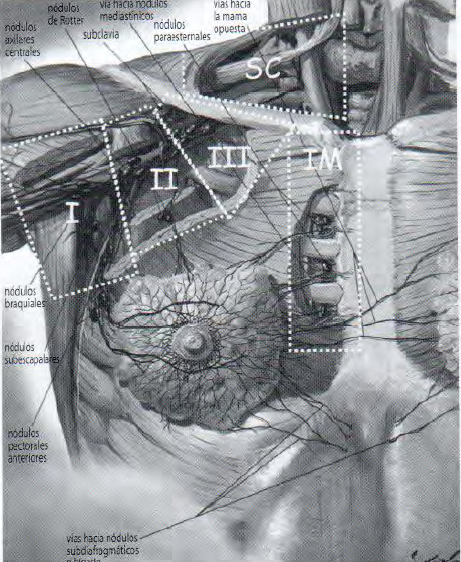 nódulos
axilares
centrales
nódulos
de Rotter
vía hacia nódulos
mediastínicos
subclavia
nódulos
paraesternales
vías hacia
la mama
opuesta
SC
I
II
III
IM
nódulos
braquiales
nódulos
subescapulares
nódulos
pectorales
anteriores
vías hacia nódulos
subdiafragmáticos